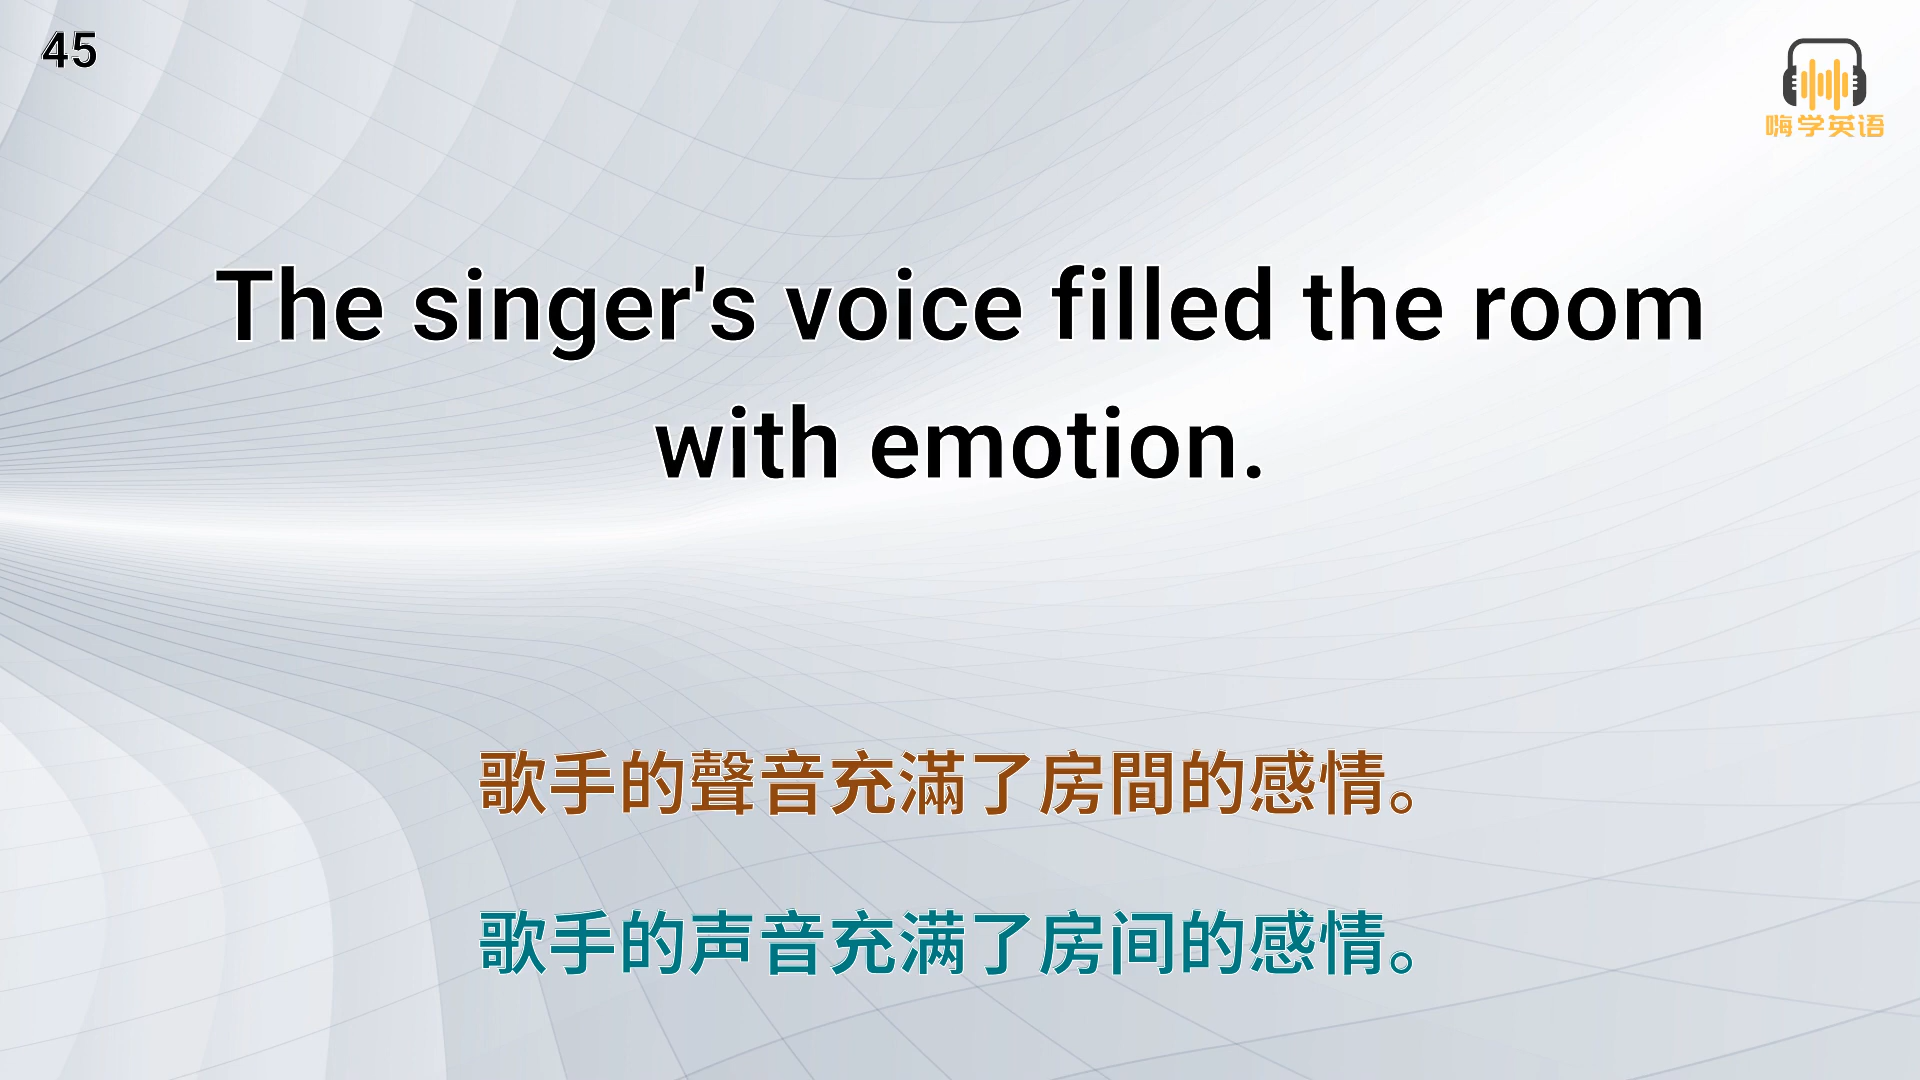 45
嗨学英语
The singer's voice filled the room
with emotion.
歌手的聲音充滿了房間的感情。
歌手的声音充满了房间的感情。